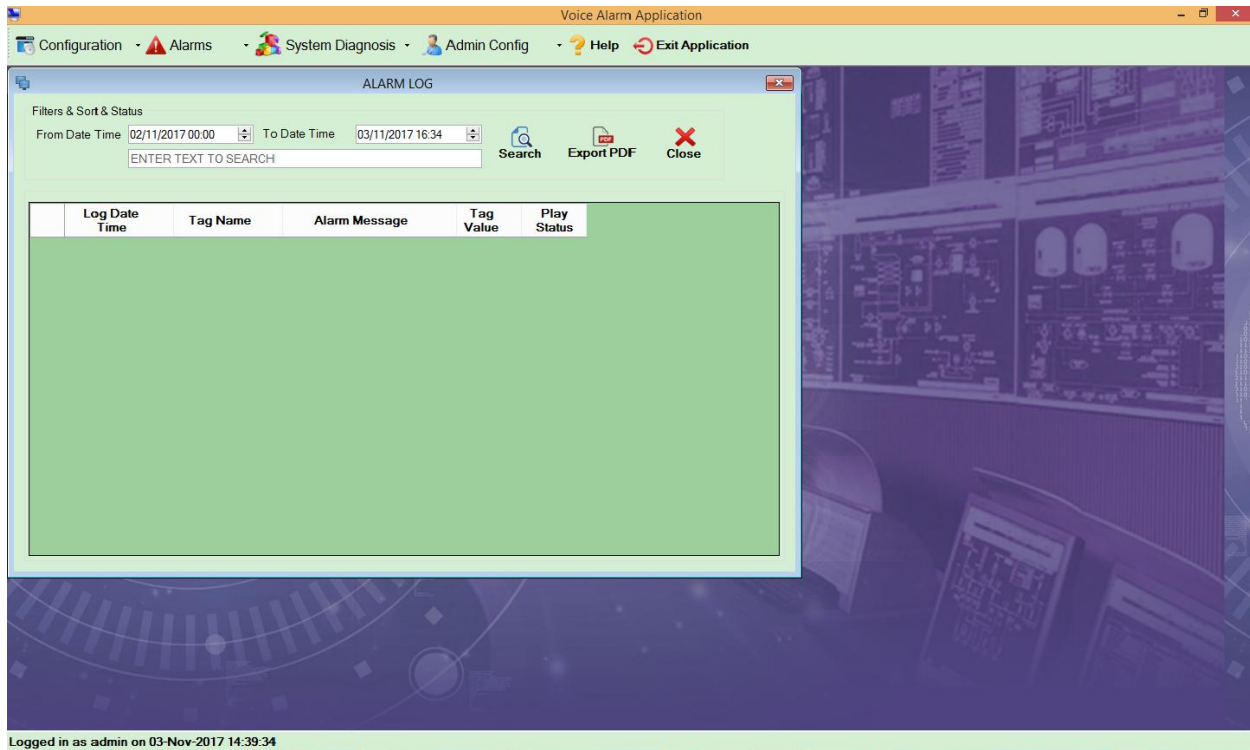 Voice Alarm Application
Configuration Alarms System Diagnosis Admin Config Help Exit Application
ALARM LOG
Filters & Sort & Status
From Date Time 02/11/2017 00:00 To Date Time 03/11/2017 16:34
ENTER TEXT TO SEARCH
Search Export PDF Close
Log Date Time Tag Name Alarm Message Tag Value Play Status
Logged in as admin on 03-Nov-2017 14:39:34